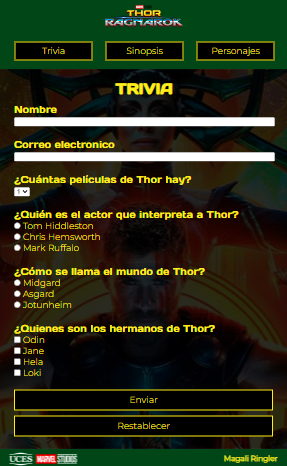 MARVEL
THOR
RAGNAROK
Trivia
Sinopsis
Personajes
TRIVIA
Nombre
Correo electronico
¿Cuántas películas de Thor hay?
1
¿Quién es el actor que interpreta a Thor?
Tom Hiddleston
Chris Hemsworth
Mark Ruffalo
¿Cómo se llama el mundo de Thor?
Midgard
Asgard
Jotunheim
¿Quienes son los hermanos de Thor?
Odin
Jane
Hela
Loki
Enviar
Restablecer
UCES MARVEL STUDIOS
Magali Ringler